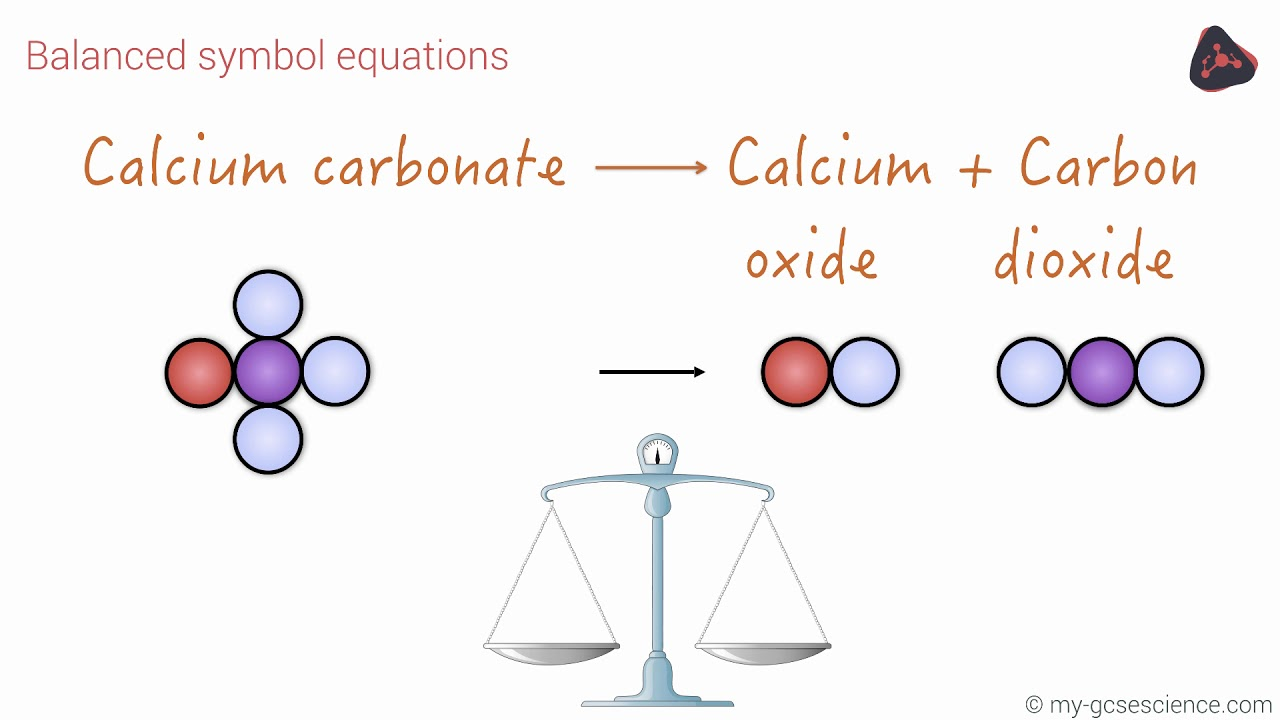 Balanced symbol equations
Calcium carbonate ⟶ Calcium + Carbon
oxide dioxide
© my-gcsescience.com